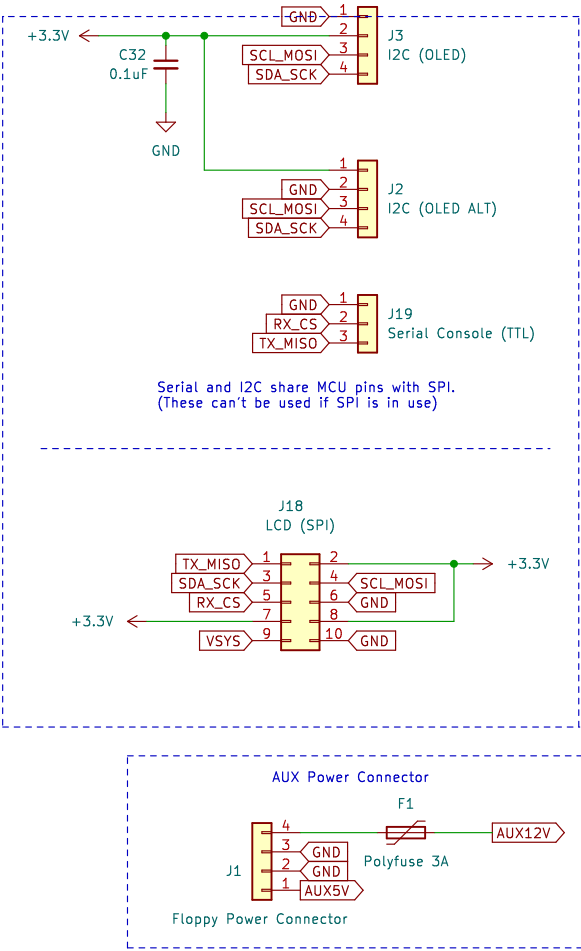 GND 1
+3.3V 2 J3
C32 SCL_MOSI 3 I2C (OLED)
0.1uF SDA_SCK 4
GND
1
GND 2 J2
SCL_MOSI 3 I2C (OLED ALT)
SDA_SCK 4
GND 1 J19
RX_CS 2 Serial Console (TTL)
TX_MISO 3
Serial and I2C share MCU pins with SPI.
(These can't be used if SPI is in use)
J18
LCD (SPI)
TX_MISO 1 2 +3.3V
SDA_SCK 3 4 SCL_MOSI
RX_CS 5 6 GND
+3.3V 7 8
VSYS 9 10 GND
AUX Power Connector
F1
4 AUX12V
3 GND Polyfuse 3A
J1 2 GND
1 AUX5V
Floppy Power Connector